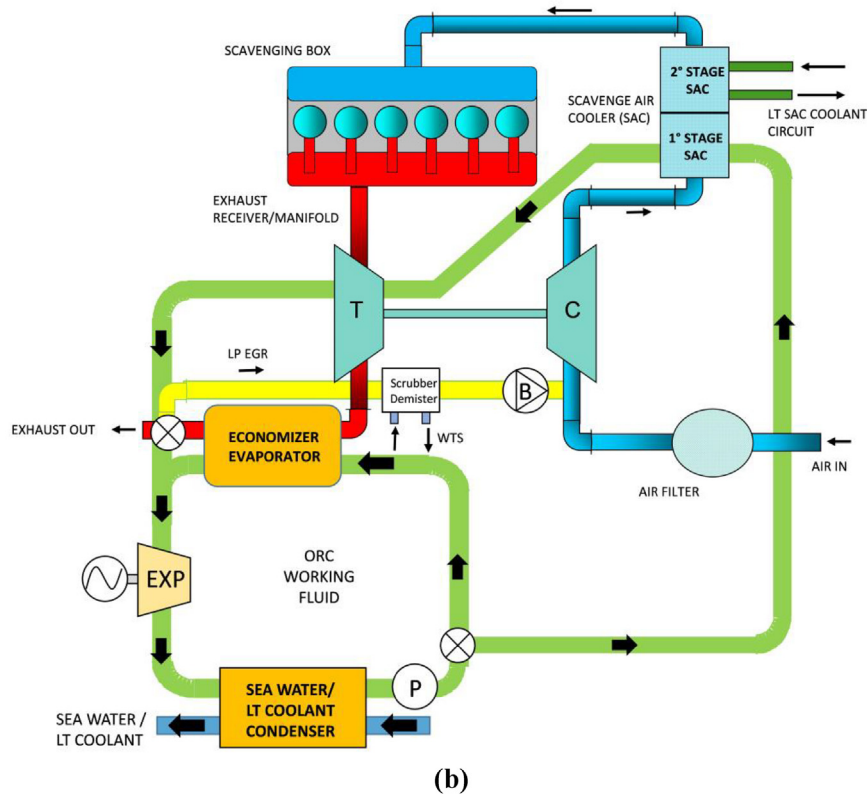 SCAVENGING BOX
2° STAGE
SAC
SCAVENGE AIR
COOLER (SAC)
1° STAGE
SAC
LT SAC COOLANT
CIRCUIT
EXHAUST
RECEIVER/MANIFOLD
T
C
LP EGR
Scrubber
Demister
B
EXHAUST OUT
ECONOMIZER
EVAPORATOR
WTS
AIR FILTER
AIR IN
ORC
WORKING
FLUID
EXP
P
SEA WATER/
LT COOLANT
CONDENSER
SEA WATER /
LT COOLANT
(b)